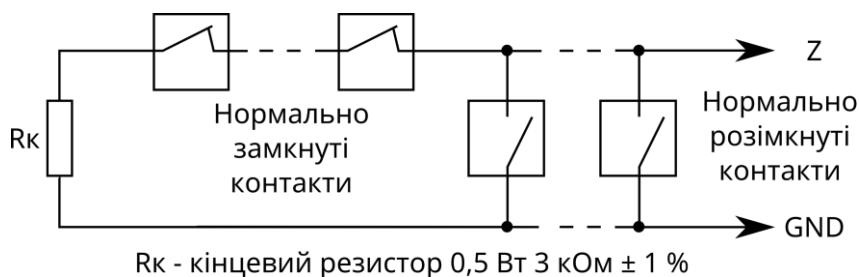 Z
Rк
Нормально
замкнуті
контакти
Нормально
розімкнуті
контакти
GND
Rк - кінцевий резистор 0,5 Вт 3 кОм ± 1 %